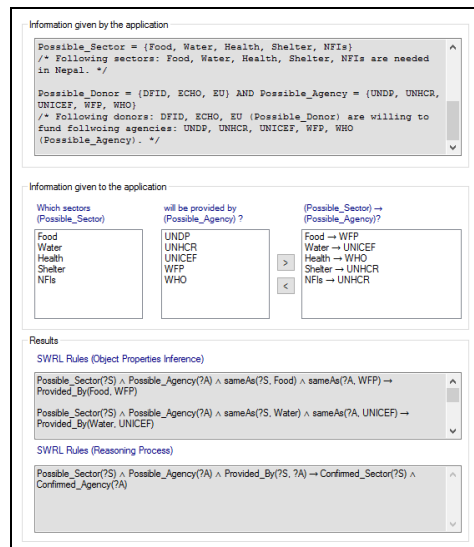 Information given by the application
Possible_Sector = {Food, Water, Health, Shelter, NFIs}
/* Following sectors: Food, Water, Health, Shelter, NFIs are needed
in Nepal. */
Possible_Donor = {DFID, ECHO, EU} AND Possible_Agency = {UNDP, UNHCR,
UNICEF, WFP, WHO}
/* Following donors: DFID, ECHO, EU (Possible_Donor) are willing to
fund follwoing agencies: UNDP, UNHCR, UNICEF, WFP, WHO
(Possible_Agency). */
Information given to the application
Which sectors
(Possible_Sector)
Food
Water
Health
Shelter
NFIs
will be provided by
(Possible_Agency) ?
UNDP
UNHCR
UNICEF
WFP
WHO
>
<
(Possible_Sector) →
(Possible_Agency)?
Food → WFP
Water → UNICEF
Health → WHO
Shelter → UNHCR
NFIs → UNHCR
Results
SWRL Rules (Object Properties Inference)
Possible_Sector(?S) ∧ Possible_Agency(?A) ∧ sameAs(?S, Food) ∧ sameAs(?A, WFP) →
Provided_By(Food, WFP)
Possible_Sector(?S) ∧ Possible_Agency(?A) ∧ sameAs(?S, Water) ∧ sameAs(?A, UNICEF) →
Provided_By(Water, UNICEF)
SWRL Rules (Reasoning Process)
Possible_Sector(?S) ∧ Possible_Agency(?A) ∧ Provided_By(?S, ?A) → Confirmed_Sector(?S) ∧
Confirmed_Agency(?A)